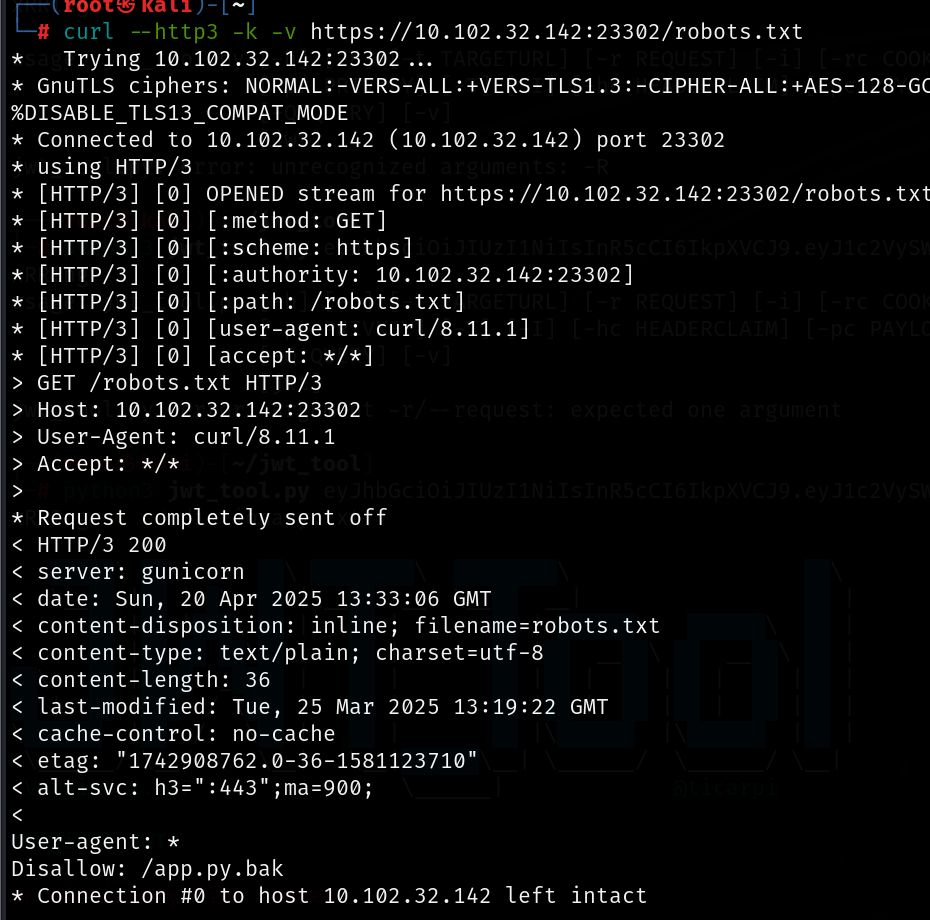 ┌──(root㉿kali)-[~]
└─# curl --http3 -k -v https://10.102.32.142:23302/robots.txt
*   Trying 10.102.32.142:23302...
* GnuTLS ciphers: NORMAL:-VERS-ALL:+VERS-TLS1.3:-CIPHER-ALL:+AES-128-GC
%DISABLE_TLS13_COMPAT_MODE
* Connected to 10.102.32.142 (10.102.32.142) port 23302
* using HTTP/3
* [HTTP/3] [0] OPENED stream for https://10.102.32.142:23302/robots.txt
* [HTTP/3] [0] [:method: GET]
* [HTTP/3] [0] [:scheme: https]
* [HTTP/3] [0] [:authority: 10.102.32.142:23302]
* [HTTP/3] [0] [:path: /robots.txt]
* [HTTP/3] [0] [user-agent: curl/8.11.1]
* [HTTP/3] [0] [accept: */*]
> GET /robots.txt HTTP/3
> Host: 10.102.32.142:23302
> User-Agent: curl/8.11.1
> Accept: */*
>
* Request completely sent off
< HTTP/3 200
< server: gunicorn
< date: Sun, 20 Apr 2025 13:33:06 GMT
< content-disposition: inline; filename=robots.txt
< content-type: text/plain; charset=utf-8
< content-length: 36
< last-modified: Tue, 25 Mar 2025 13:19:22 GMT
< cache-control: no-cache
< etag: "1742908762.0-36-1581123710"
< alt-svc: h3=":443";ma=900;
<
User-agent: *
Disallow: /app.py.bak
* Connection #0 to host 10.102.32.142 left intact